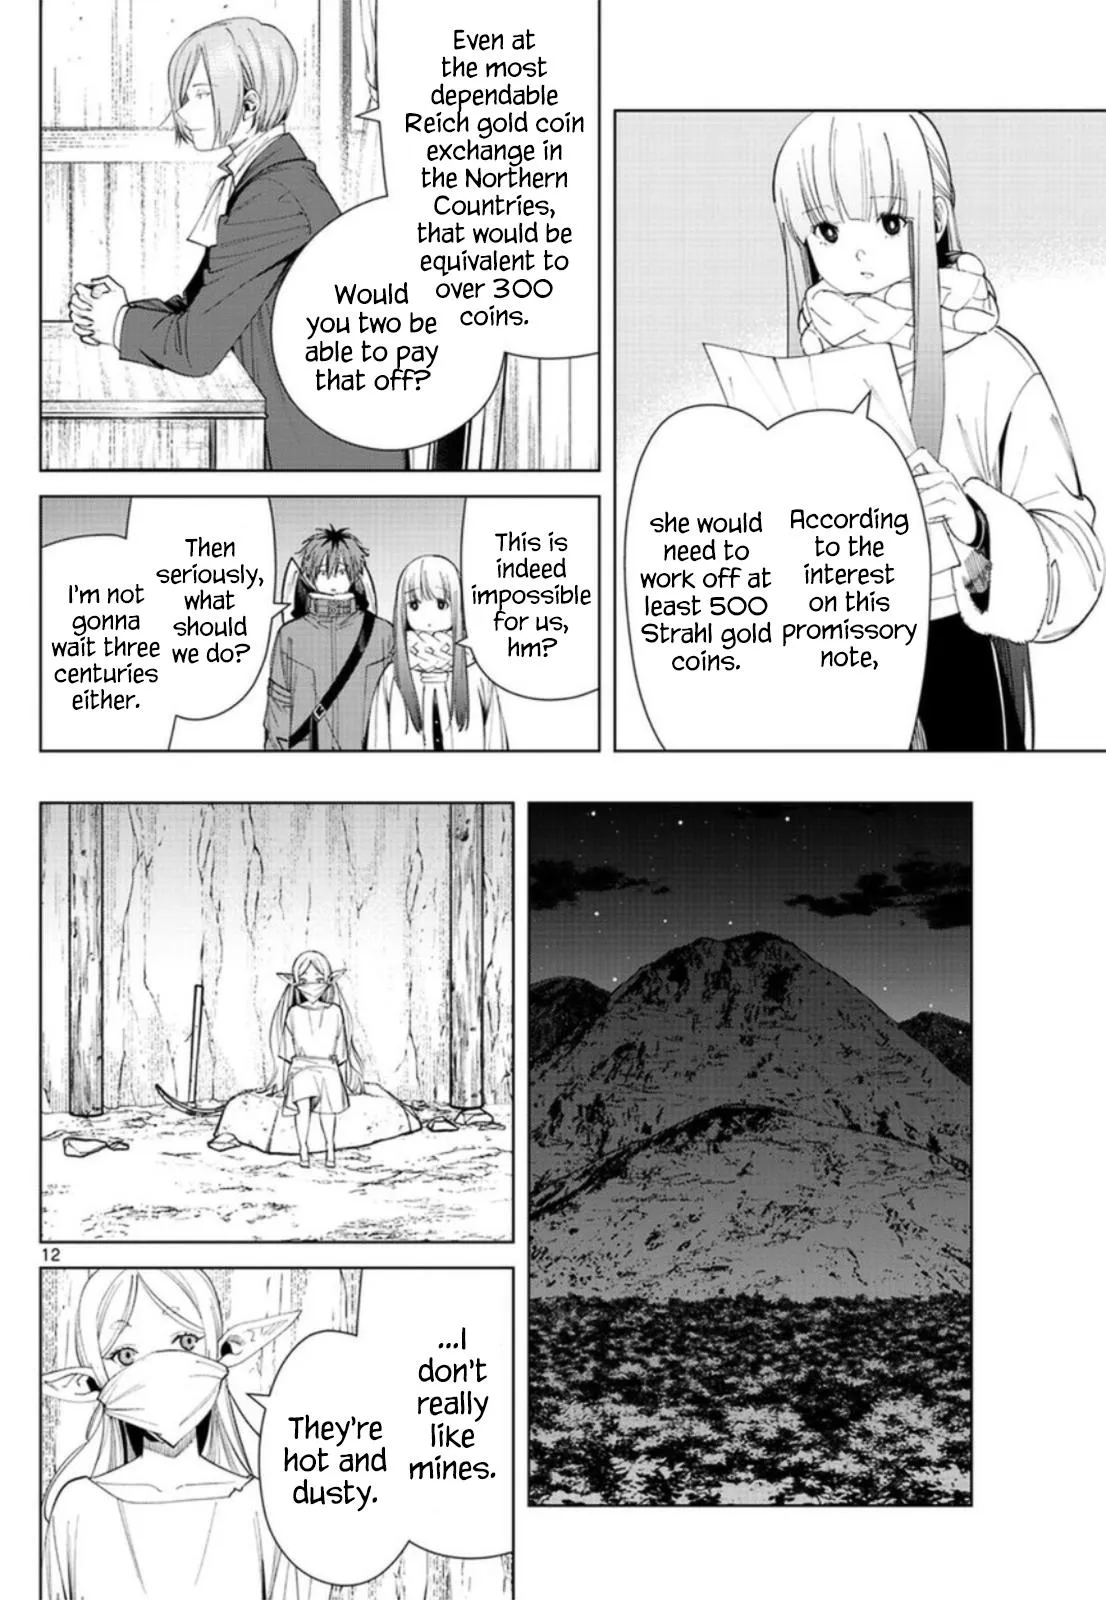 According
to the
interest
on this
promissory
note,
she would
need to
work off at
least 500
Strahl gold
coins.
Even at
the most
dependable
Reich gold coin
exchange in
the Northern
Countries,
that would be
equivalent to
over 300
coins.
Would
you two be
able to pay
that off?
This is
indeed
impossible
for us,
hm?
Then
seriously,
what
should
we do?
I'm not
gonna
wait three
centuries
either.
12
...I
don't
really
like
mines.
They're
hot and
dusty.